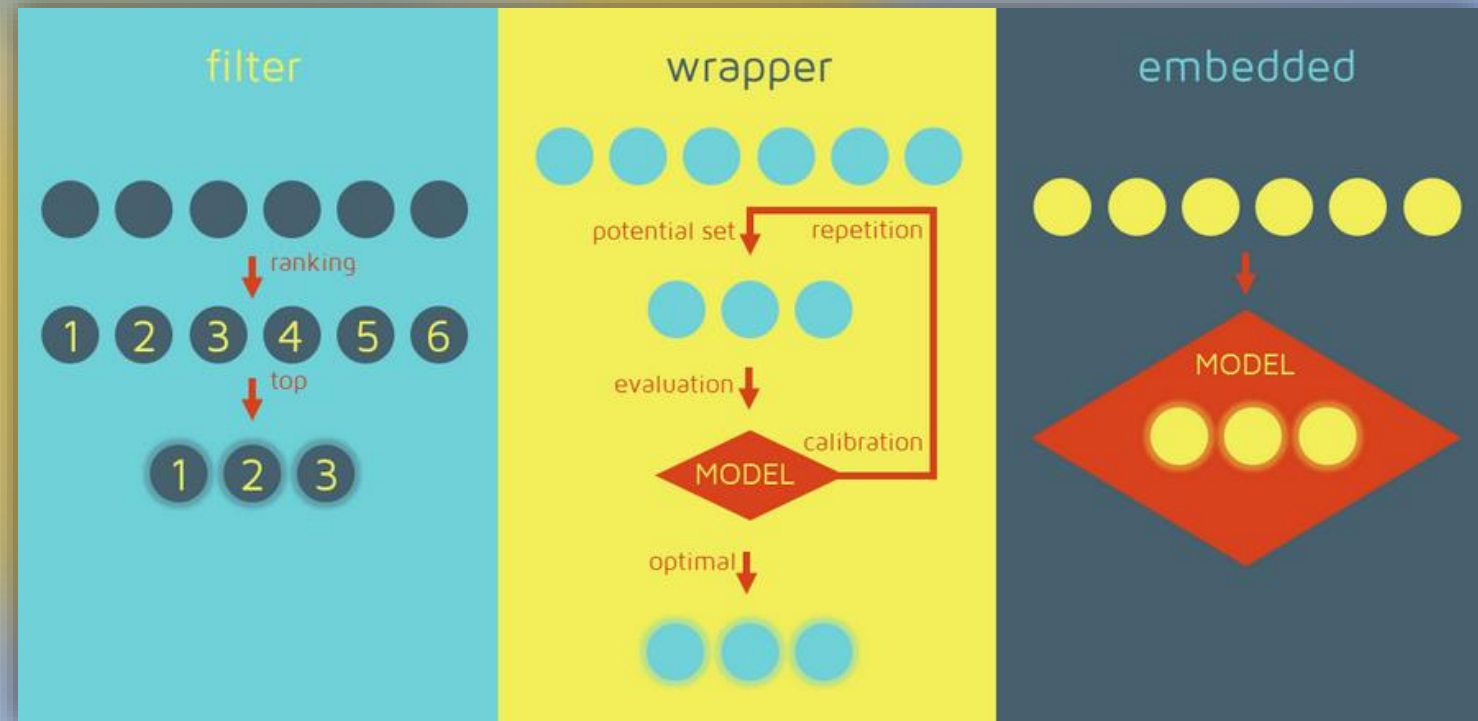 filter
ranking
1 2 3 4 5 6
top
1 2 3
wrapper
potential set
repetition
evaluation
calibration
MODEL
optimal
embedded
MODEL